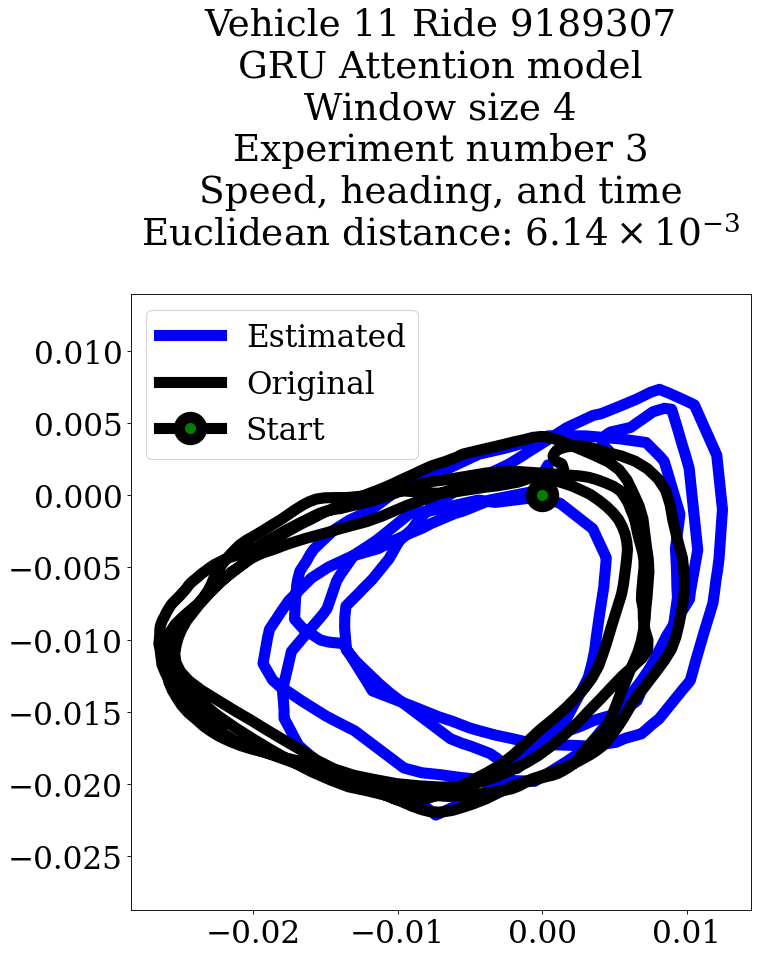 Vehicle 11 Ride 9189307
GRU Attention model
Window size 4
Experiment number 3
Speed, heading, and time
Euclidean distance: 6.14 × 10⁻³
Estimated
Original
Start
0.010
0.005
0.000
−0.005
−0.010
−0.015
−0.020
−0.025
−0.02 −0.01 0.00 0.01